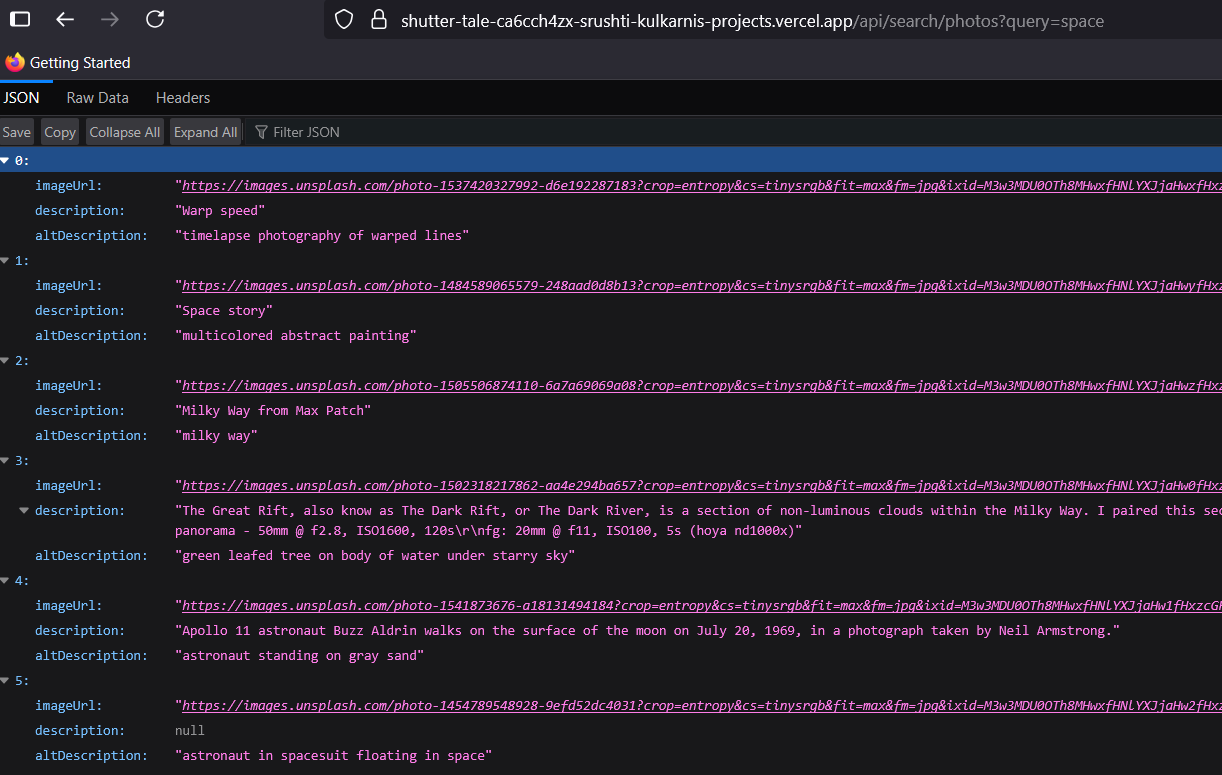 shutter-tale-ca6cch4zx-srushti-kulkarnis-projects.vercel.app/api/search/photos?query=space
Getting Started
JSON Raw Data Headers
Save Copy Collapse All Expand All Filter JSON
0:
imageUrl: "https://images.unsplash.com/photo-1537420327992-d6e192287183?crop=entropy&cs=tinysrgb&fit=max&fm=jpg&ixid=M3w3MDU0OTh8MHwxfHNlYXJjaHwxfHxz
description: "Warp speed"
altDescription: "timelapse photography of warped lines"
1:
imageUrl: "https://images.unsplash.com/photo-1484589065579-248aad0d8b13?crop=entropy&cs=tinysrgb&fit=max&fm=jpg&ixid=M3w3MDU0OTh8MHwxfHNlYXJjaHwyfHxz
description: "Space story"
altDescription: "multicolored abstract painting"
2:
imageUrl: "https://images.unsplash.com/photo-1505506874110-6a7a69069a08?crop=entropy&cs=tinysrgb&fit=max&fm=jpg&ixid=M3w3MDU0OTh8MHwxfHNlYXJjaHwzfHxz
description: "Milky Way from Max Patch"
altDescription: "milky way"
3:
imageUrl: "https://images.unsplash.com/photo-1502318217862-aa4e294ba657?crop=entropy&cs=tinysrgb&fit=max&fm=jpg&ixid=M3w3MDU0OTh8MHwxfHNlYXJjaHw0fHxz
description: "The Great Rift, also know as The Dark Rift, or The Dark River, is a section of non-luminous clouds within the Milky Way. I paired this sec
panorama - 50mm @ f2.8, ISO1600, 120s\r\nfg: 20mm @ f11, ISO100, 5s (hoya nd1000x)"
altDescription: "green leafed tree on body of water under starry sky"
4:
imageUrl: "https://images.unsplash.com/photo-1541873676-a18131494184?crop=entropy&cs=tinysrgb&fit=max&fm=jpg&ixid=M3w3MDU0OTh8MHwxfHNlYXJjaHw1fHxzcGF
description: "Apollo 11 astronaut Buzz Aldrin walks on the surface of the moon on July 20, 1969, in a photograph taken by Neil Armstrong."
altDescription: "astronaut standing on gray sand"
5:
imageUrl: "https://images.unsplash.com/photo-1454789548928-9efd52dc4031?crop=entropy&cs=tinysrgb&fit=max&fm=jpg&ixid=M3w3MDU0OTh8MHwxfHNlYXJjaHw2fHxz
description: null
altDescription: "astronaut in spacesuit floating in space"